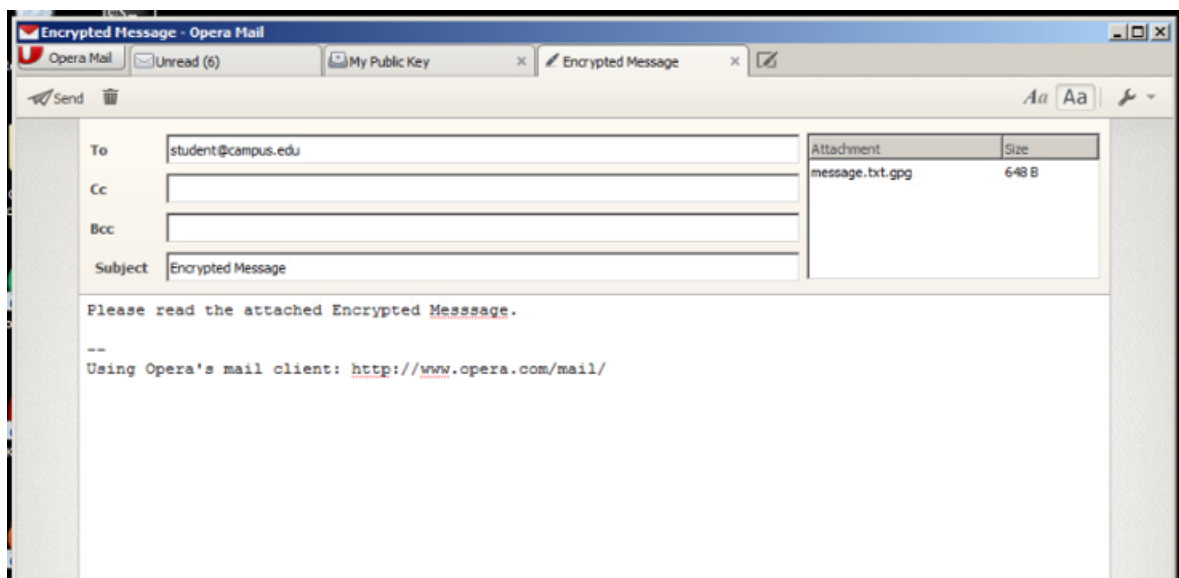 Encrypted Message - Opera Mail
Opera Mail Unread (6) My Public Key × Encrypted Message ×
Send Aa Aa
To student@campus.edu Attachment Size
message.txt.gpg 648 B
Cc
Bcc
Subject Encrypted Message
Please read the attached Encrypted Messsage.
--
Using Opera's mail client: http://www.opera.com/mail/